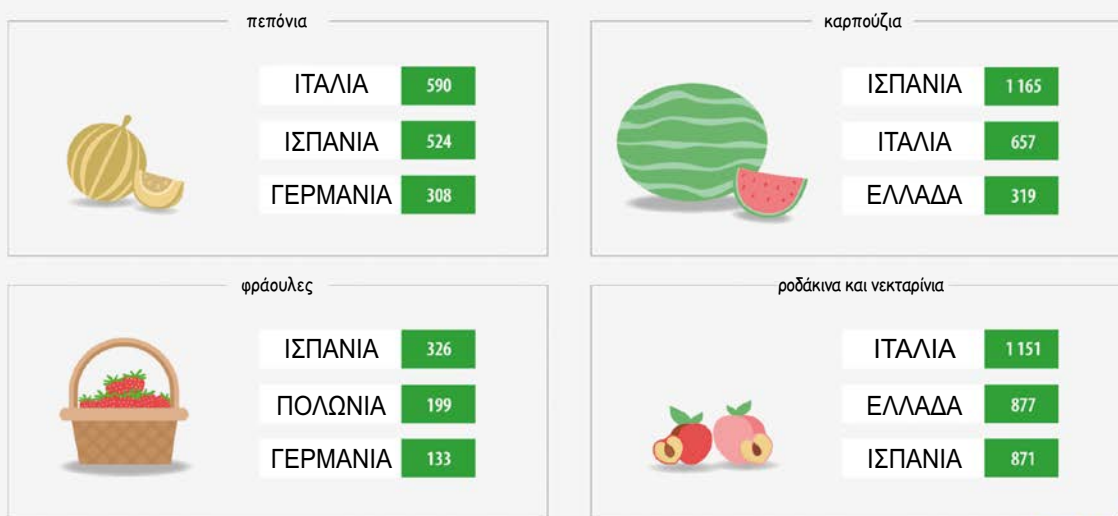 πεπόνια
ΙΤΑΛΙΑ 590
ΙΣΠΑΝΙΑ 524
ΓΕΡΜΑΝΙΑ 308
καρπούζια
ΙΣΠΑΝΙΑ 1 165
ΙΤΑΛΙΑ 657
ΕΛΛΑΔΑ 319
φράουλες
ΙΣΠΑΝΙΑ 326
ΠΟΛΩΝΙΑ 199
ΓΕΡΜΑΝΙΑ 133
ροδάκινα και νεκταρίνια
ΙΤΑΛΙΑ 1 151
ΕΛΛΑΔΑ 877
ΙΣΠΑΝΙΑ 871